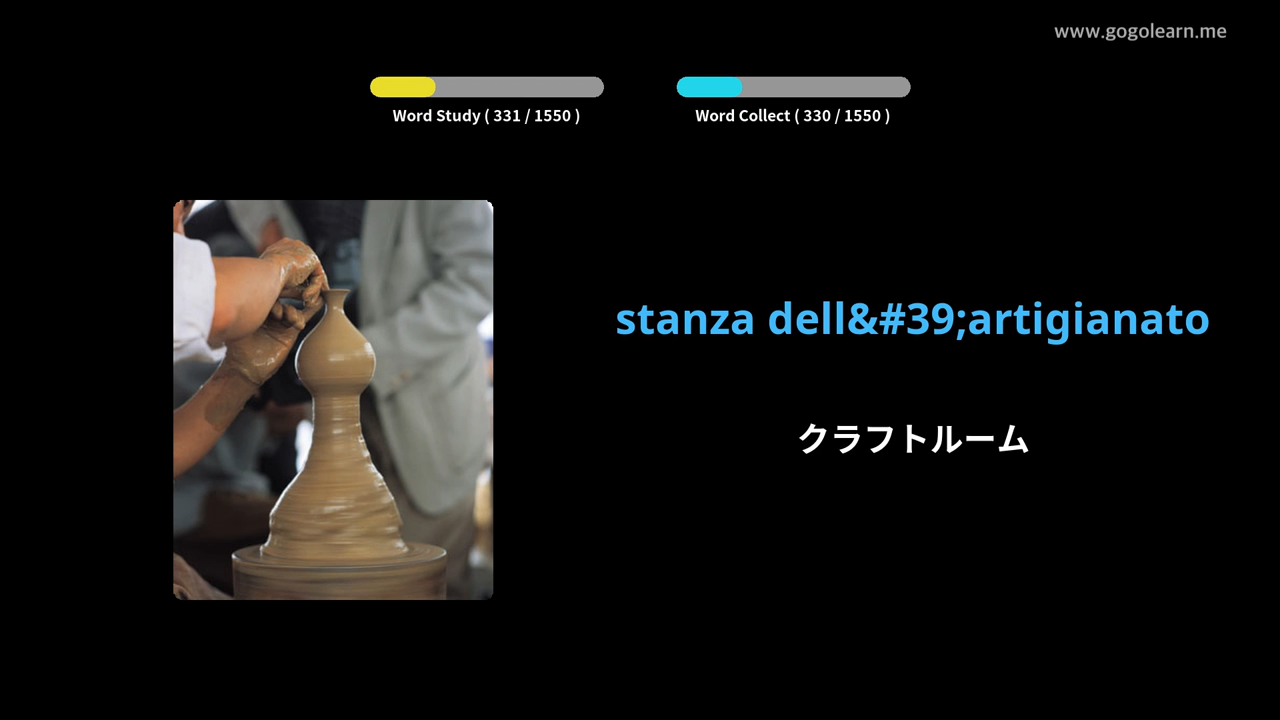 www.gogolearn.me
Word Study ( 331 / 1550 )
Word Collect ( 330 / 1550 )
stanza dell&#39;artigianato
クラフトルーム